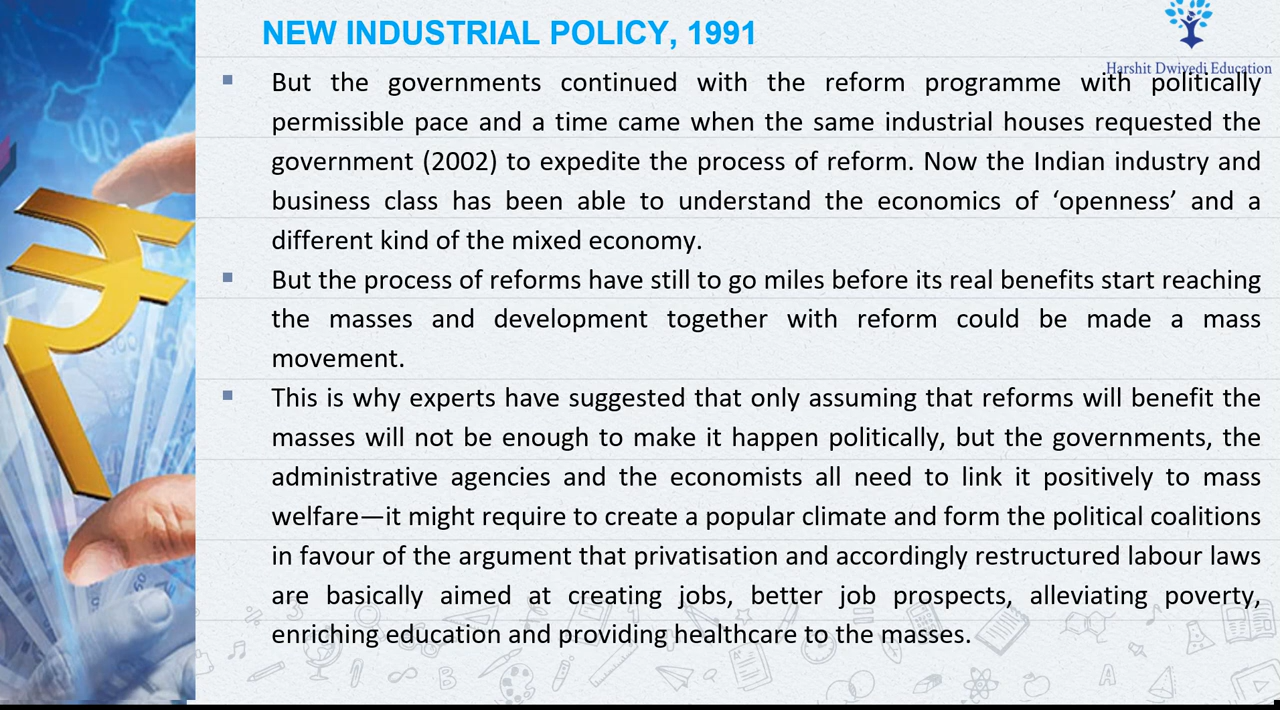 NEW INDUSTRIAL POLICY, 1991
Harshit Dwivedi Education
▪ But the governments continued with the reform programme with politically
permissible pace and a time came when the same industrial houses requested the
government (2002) to expedite the process of reform. Now the Indian industry and
business class has been able to understand the economics of ‘openness’ and a
different kind of the mixed economy.
▪ But the process of reforms have still to go miles before its real benefits start reaching
the masses and development together with reform could be made a mass
movement.
▪ This is why experts have suggested that only assuming that reforms will benefit the
masses will not be enough to make it happen politically, but the governments, the
administrative agencies and the economists all need to link it positively to mass
welfare—it might require to create a popular climate and form the political coalitions
in favour of the argument that privatisation and accordingly restructured labour laws
are basically aimed at creating jobs, better job prospects, alleviating poverty,
enriching education and providing healthcare to the masses.